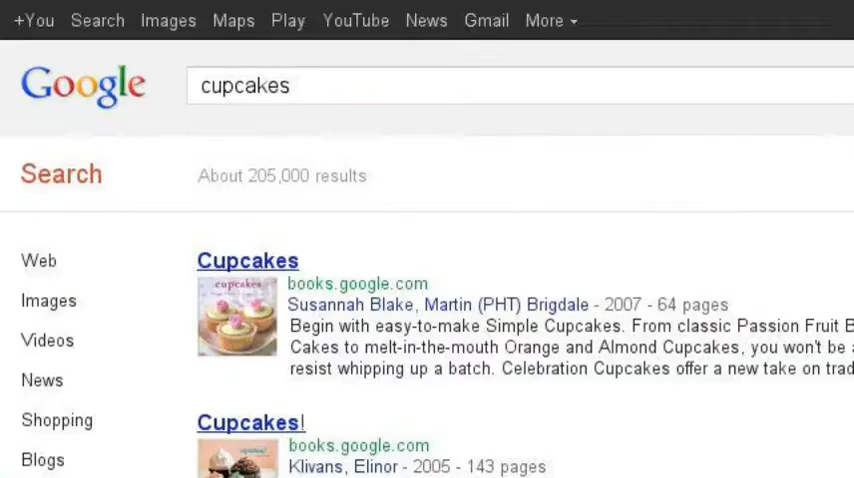 +You Search Images Maps Play YouTube News Gmail More
Google
cupcakes
Search
About 205,000 results
Web
Images
Videos
News
Shopping
Blogs
Cupcakes
cupcakes
books.google.com
Susannah Blake, Martin (PHT) Brigdale - 2007 - 64 pages
Begin with easy-to-make Simple Cupcakes. From classic Passion Fruit B
Cakes to melt-in-the-mouth Orange and Almond Cupcakes, you won't be a
resist whipping up a batch. Celebration Cupcakes offer a new take on trad
Cupcakes!
books.google.com
Klivans, Elinor - 2005 - 143 pages